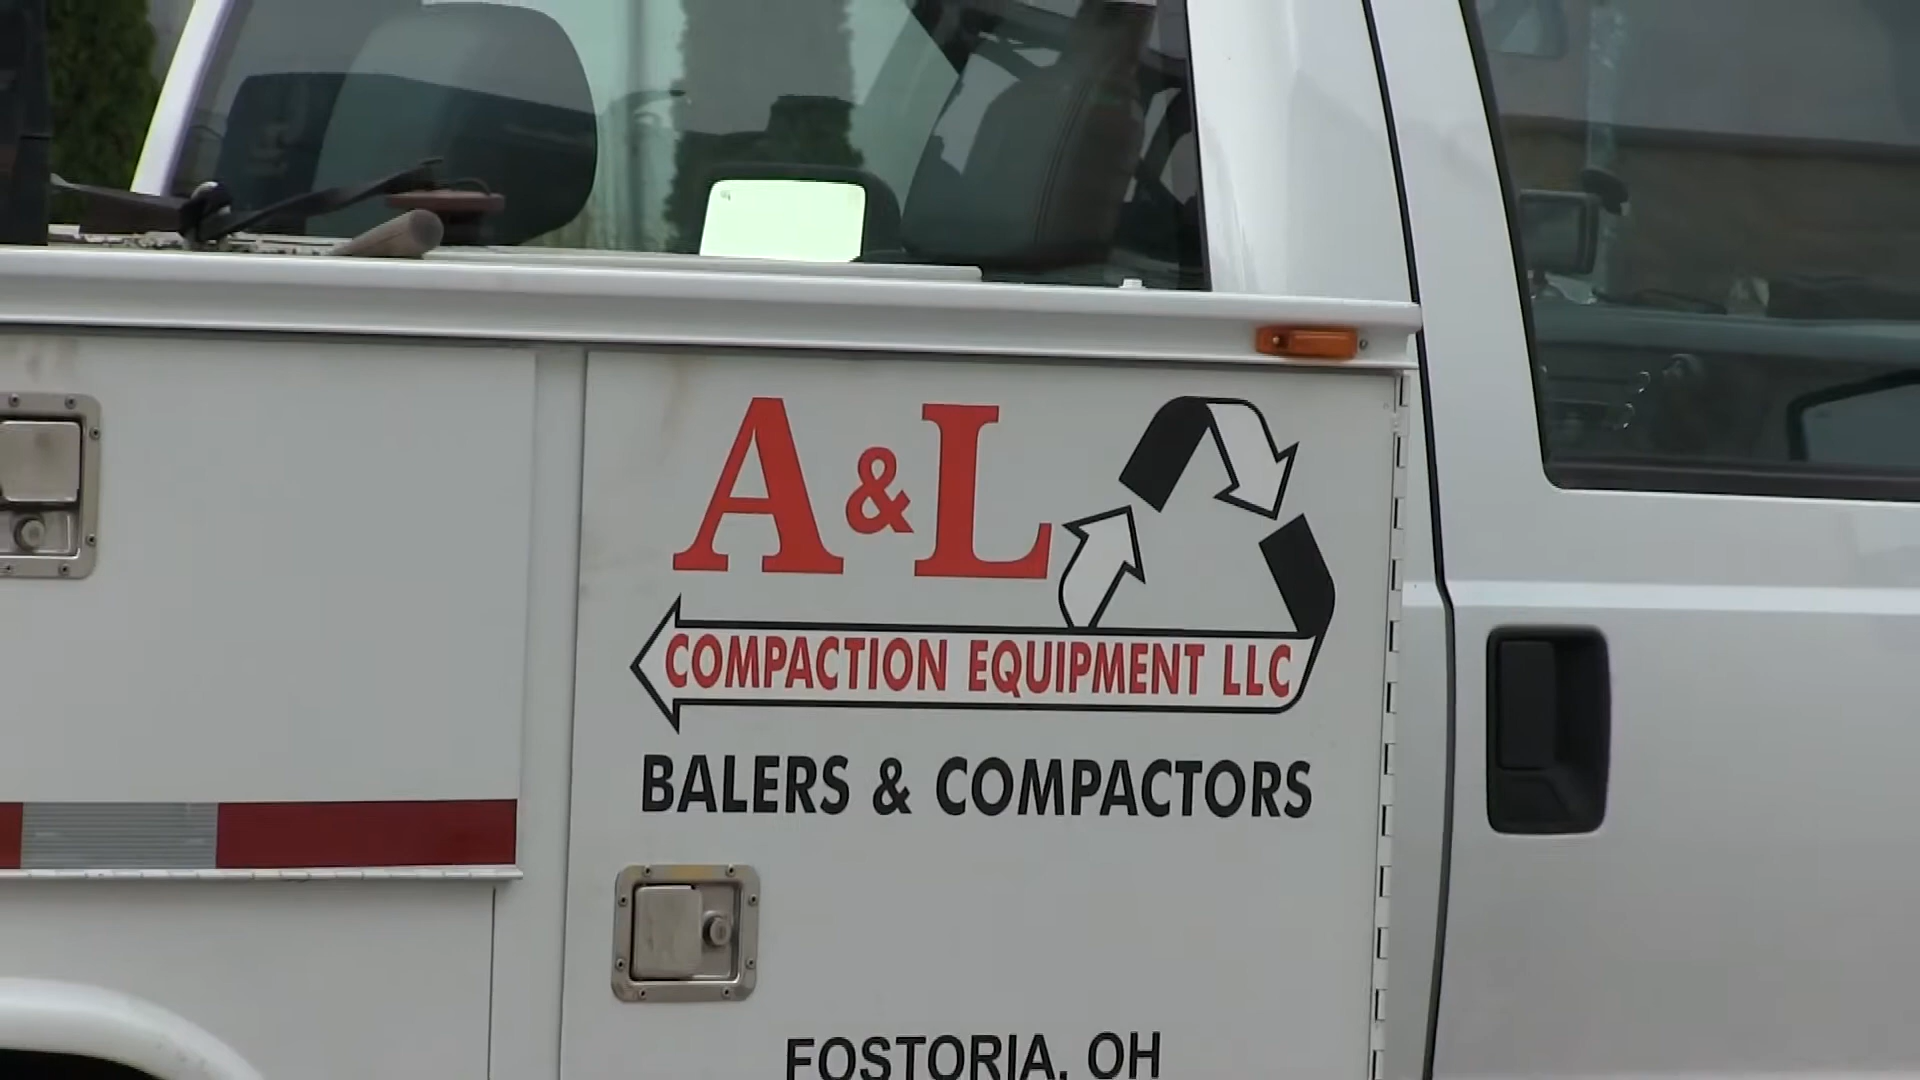 A&L
COMPACTION EQUIPMENT LLC
BALERS & COMPACTORS
FOSTORIA, OH